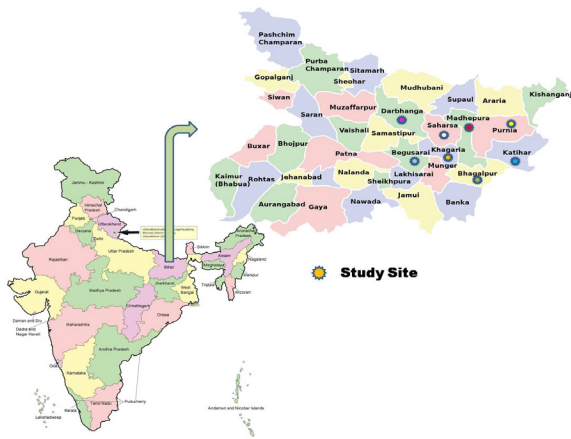 Pashchim
Champaran
Purba
Champaran
Sitamarh
Sheohar
Gopalganj
Siwan
Muzaffarpur
Mudhubani
Supaul
Araria
Kishanganj
Darbhanga
Madhepura
Saran
Saharsa
Purnia
Vaishali
Samastipur
Buxar
Bhojpur
Patna
Begusarai
Khagaria
Munger
Katihar
Kaimur
(Bhabua)
Rohtas
Jehanabad
Nalanda
Sheikhpura
Lakhisarai
Bhagalpur
Aurangabad
Gaya
Nawada
Jamui
Banka
Study Site
Jammu - Kashmir
Himachal
Pradesh
Chandigarh
Punjab
Uttarakhand
Haryana
Delhi
Rajasthan
Uttar Pradesh
Bihar
Sikkim
Arunachal
Pradesh
Assam
Nagaland
Meghalaya
Manipur
Tripura
Mizoram
Gujarat
Madhya Pradesh
Jharkhand
West
Bengal
Chhattisgarh
Daman and Diu
Dadra and
Nagar Haveli
Maharashtra
Orissa
Goa
Andhra Pradesh
Karnataka
Puducherry
Tamil Nadu
Kerala
Lakshadweep
Andaman and Nicobar Islands